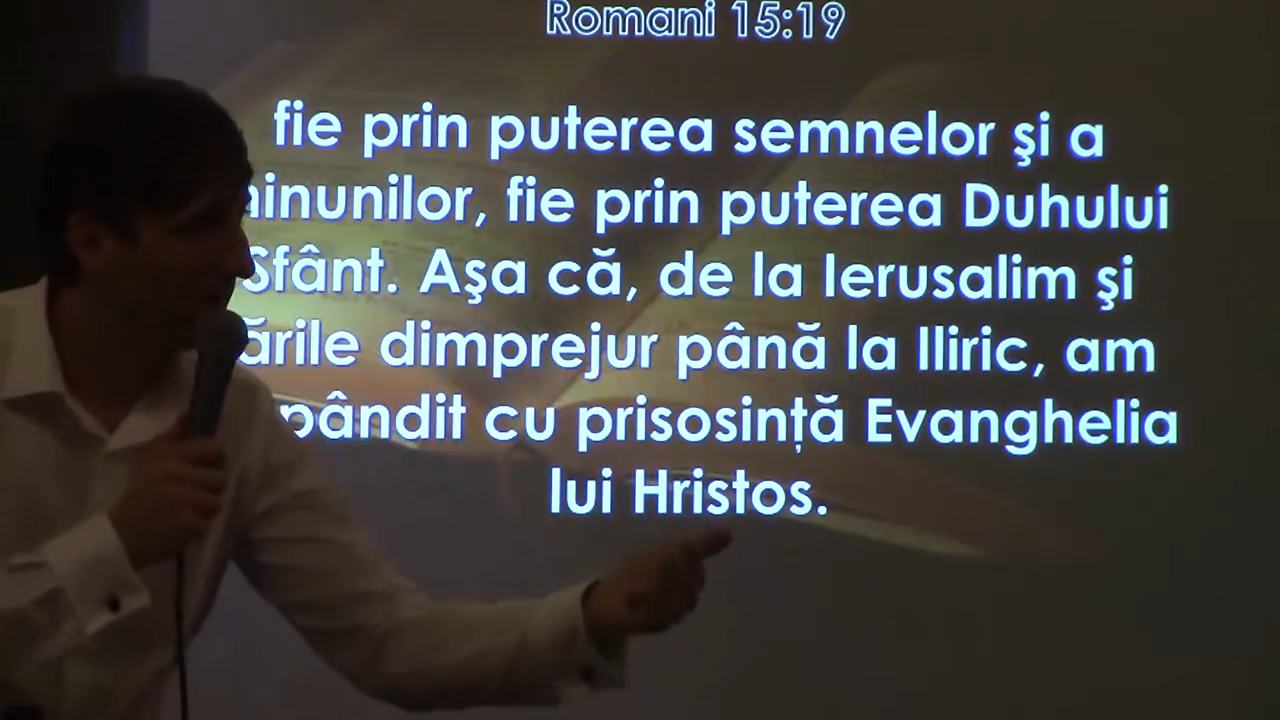 Romani 15:19
fie prin puterea semnelor şi a
fie prin puterea Duhului
Sfânt. Aşa că, de la Ierusalim şi
dimprejur până la Iliric, am
cu prisosinţă Evanghelia
lui Hristos.